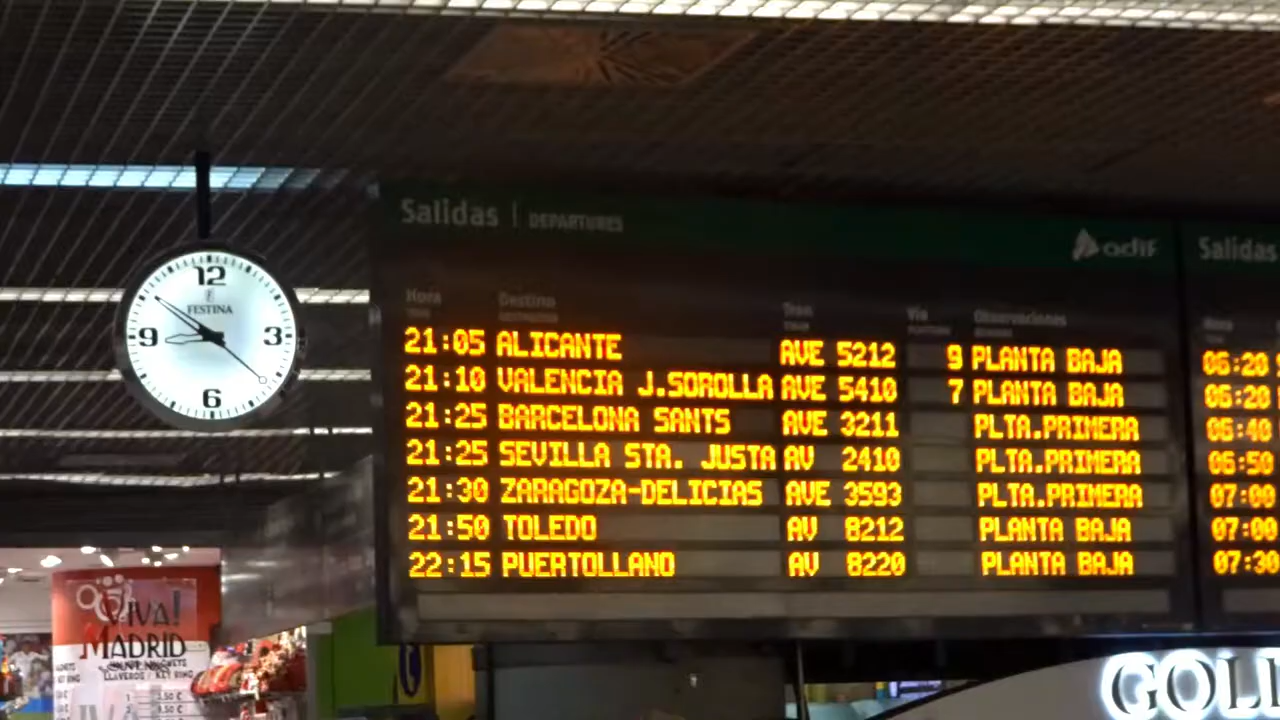 Salidas | DEPARTURES
adif
Salidas
Hora
Destino
Tren
Vía
Observaciones
Hora
21:05 ALICANTE AVE 5212 9 PLANTA BAJA
21:10 VALENCIA J.SOROLLA AVE 5410 7 PLANTA BAJA
21:25 BARCELONA SANTS AVE 3211 PLTA.PRIMERA
21:25 SEVILLA STA. JUSTA AV 2410 PLTA.PRIMERA
21:30 ZARAGOZA-DELICIAS AVE 3593 PLTA.PRIMERA
21:50 TOLEDO AV 8212 PLANTA BAJA
22:15 PUERTOLLANO AV 8220 PLANTA BAJA
06:20
06:20
06:40
06:50
07:00
07:00
07:30
12
FESTINA
9
3
6
VIVA!
MADRID
LLAVEROS / KEY RING
GOL